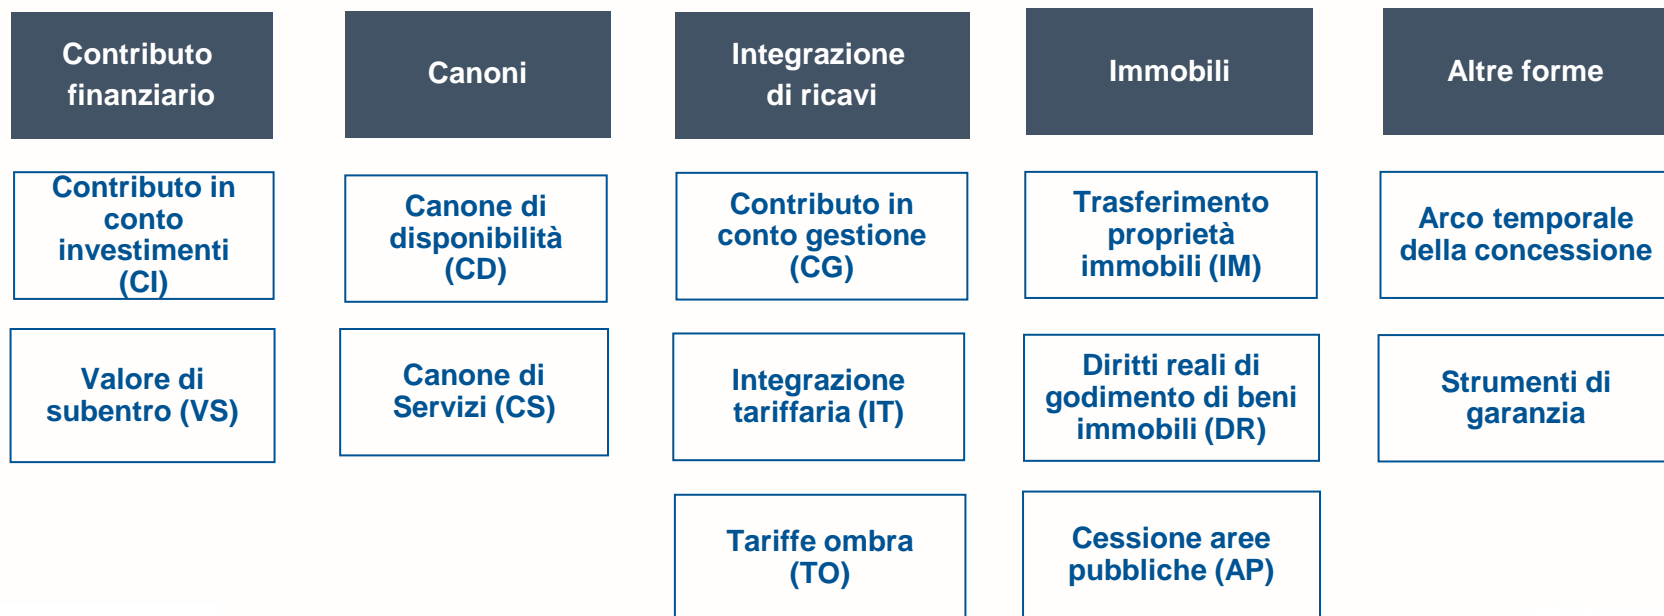 Contributo
finanziario
Canoni
Integrazione
di ricavi
Immobili
Altre forme
Contributo in
conto
investimenti
(CI)
Canone di
disponibilità
(CD)
Contributo in
conto gestione
(CG)
Trasferimento
proprietà
immobili (IM)
Arco temporale
della concessione
Valore di
subentro (VS)
Canone di
Servizi (CS)
Integrazione
tariffaria (IT)
Diritti reali di
godimento di beni
immobili (DR)
Strumenti di
garanzia
Tariffe ombra
(TO)
Cessione aree
pubbliche (AP)